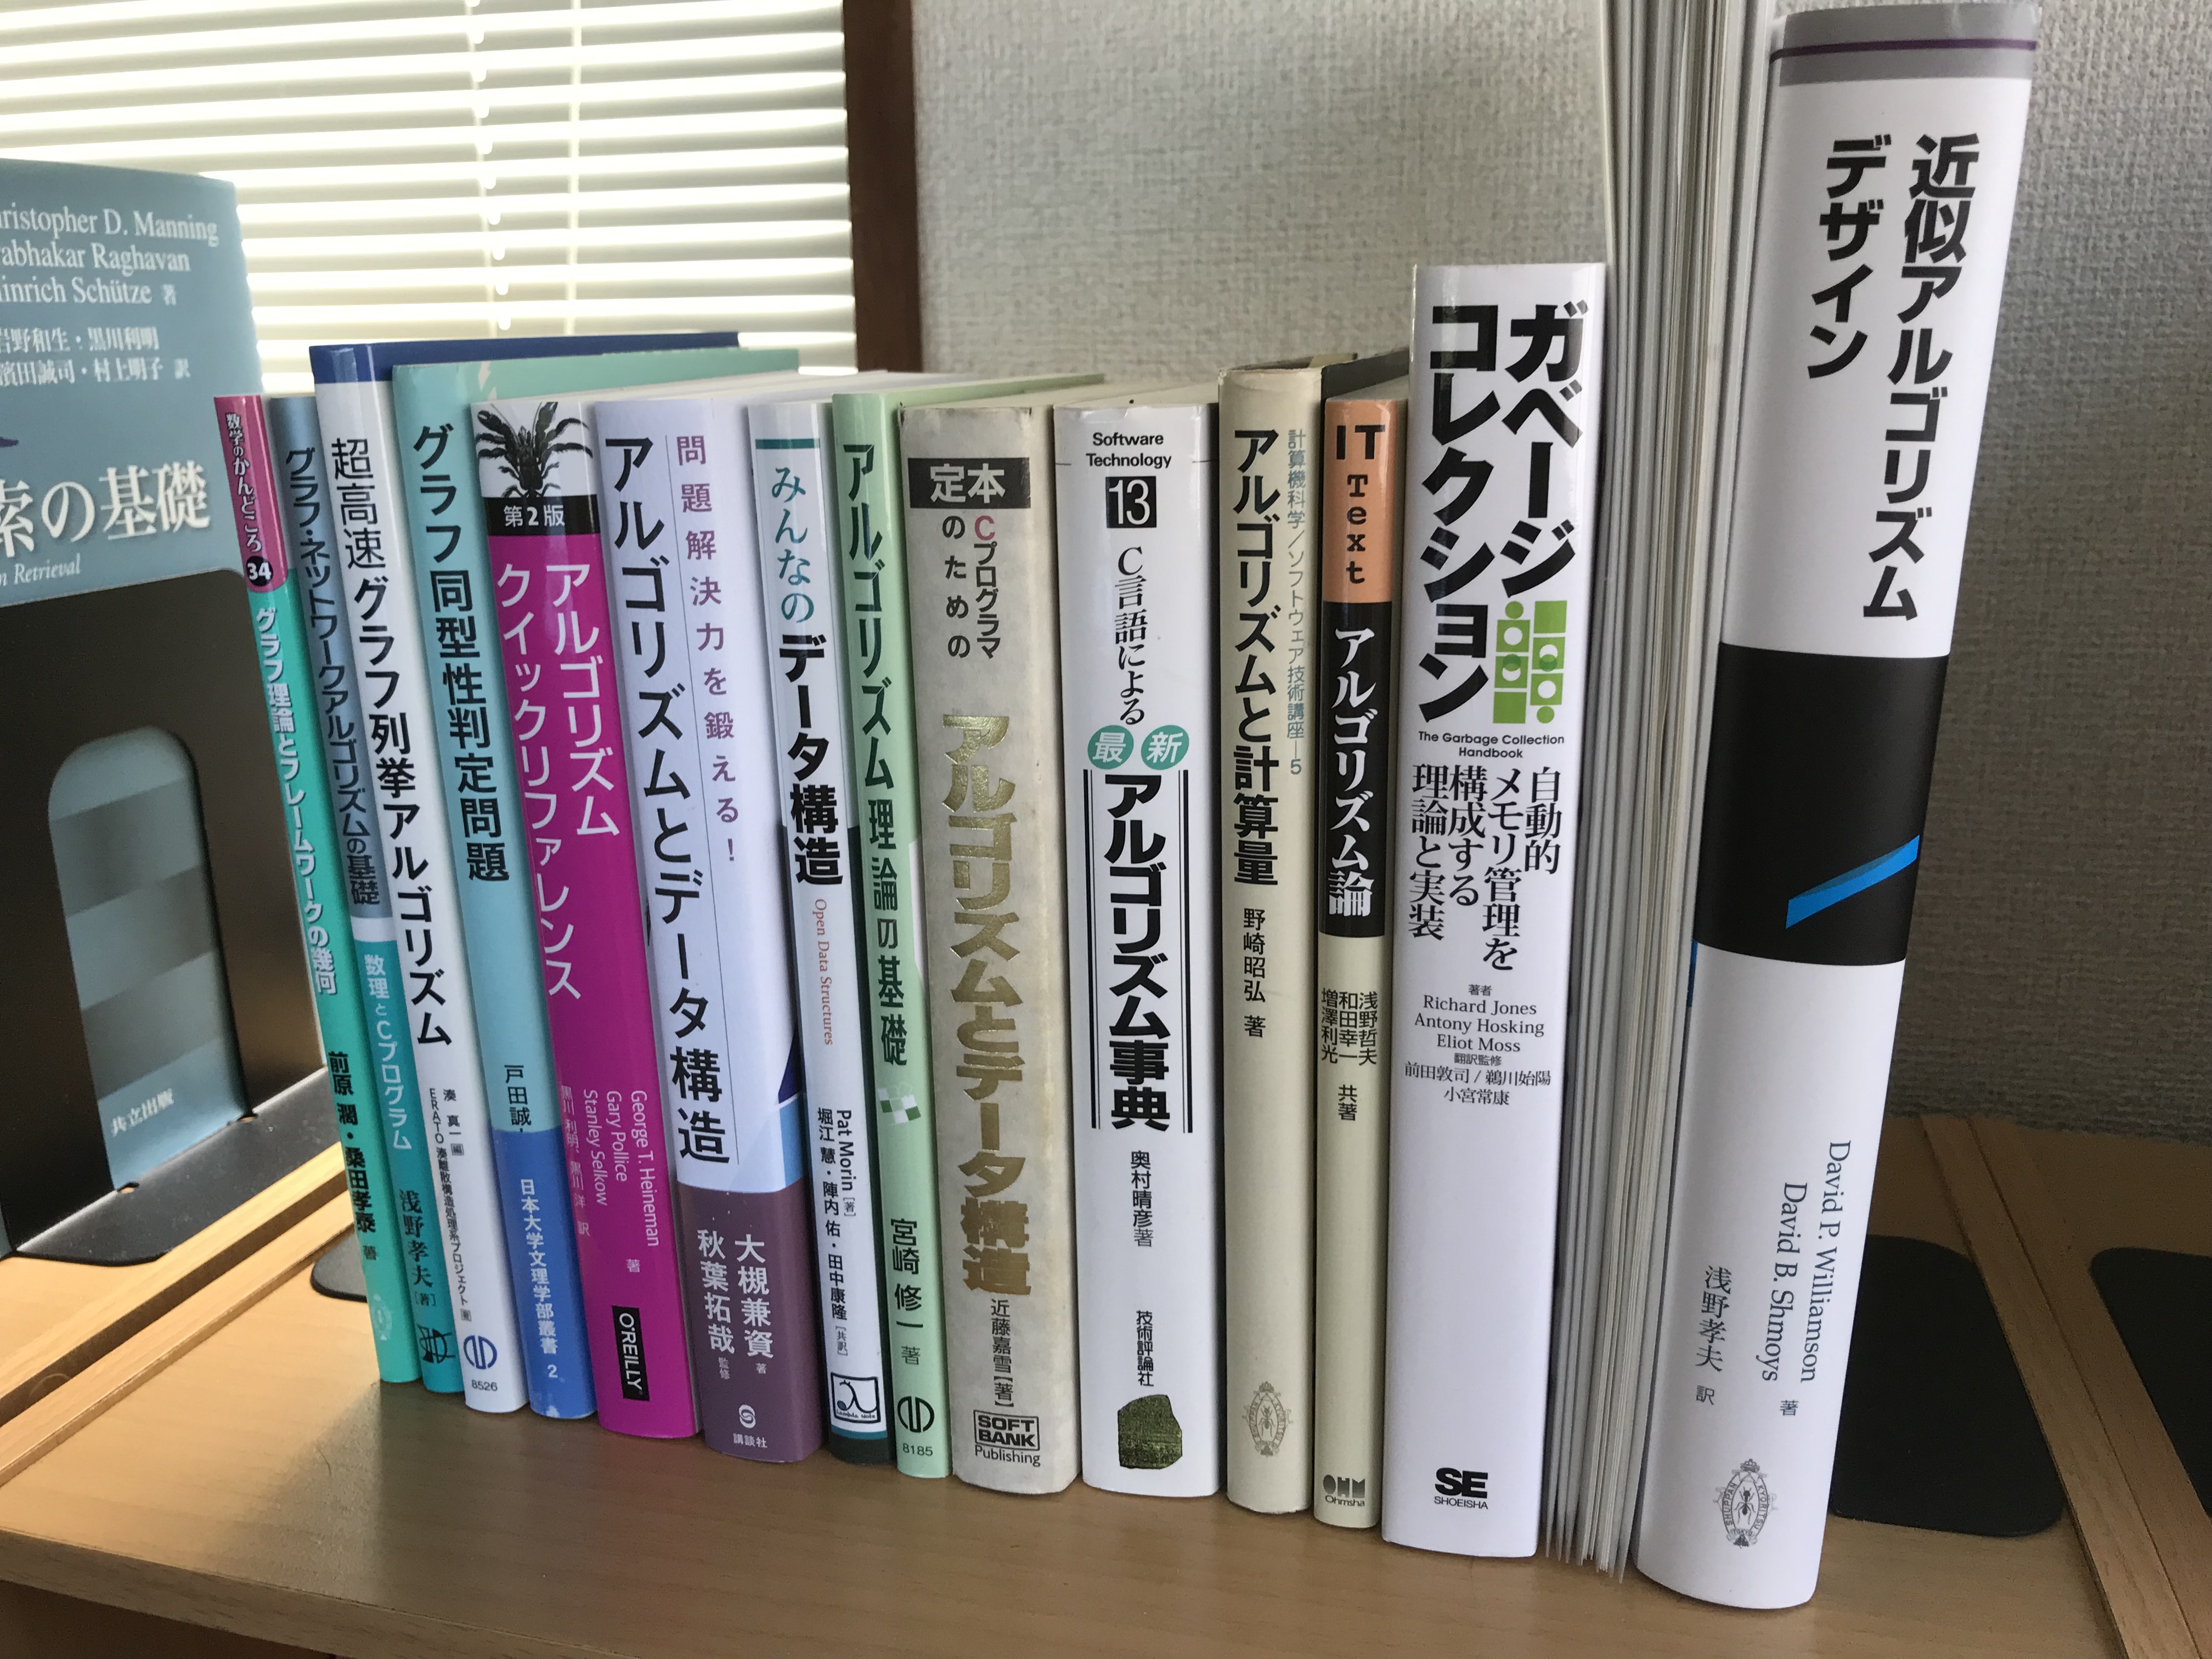 ristopher D. Manning
abhakar Raghavan
inrich Schütze 著
岩野和生・黒川利明
濱田誠司・村上明子 訳
索の基礎
n Retrieval
共立出版
数学のかんどころ 34
グラフ理論とフレームワークの幾何
前原 濶・桑田孝泰 著
グラフ・ネットワークアルゴリズムの基礎
数理とCプログラム
浅野孝夫[著]
超高速グラフ列挙アルゴリズム
湊 真一 編
ERATO 湊離散構造処理系プロジェクト 著
8526
グラフ同型性判定問題
戸田誠
日本大学文理学部叢書 2
第2版
アルゴリズム
クイックリファレンス
George T. Heineman
Gary Pollice
Stanley Selkow
著
黒川 利明、黒川 洋 訳
O'REILLY
問題解決力を鍛える!
アルゴリズムとデータ構造
大槻兼資 著
秋葉拓哉 監修
講談社
みんなのデータ構造
Open Data Structures
Pat Morin [著]
堀江 慧・陣内 佑・田中康隆 [共訳]
lambda note
アルゴリズム理論の基礎
宮崎修一 著
8185
定本
Cプログラマ
のための
アルゴリズムとデータ構造
近藤嘉雪[著]
SOFT
BANK
Publishing
Software
Technology
13
C言語による
最新
アルゴリズム事典
奥村晴彦著
技術評論社
計算機科学/ソフトウェア技術講座-5
アルゴリズムと計算量
野崎昭弘 著
IT
Text
アルゴリズム論
浅野哲夫
和田幸一
増澤利光
共著
OHM
Ohmsha
ガベージ
コレクション
The Garbage Collection
Handbook
自動的
メモリ管理を
構成する
理論と実装
著者
Richard Jones
Antony Hosking
Eliot Moss
翻訳監修
前田敦司/鵜川始陽
小宮常康
SE
SHOEISHA
近似アルゴリズム
デザイン
David P. Williamson
David B. Shmoys
著
浅野孝夫 訳
KYORITSU
SHUPPAN
TOKYO